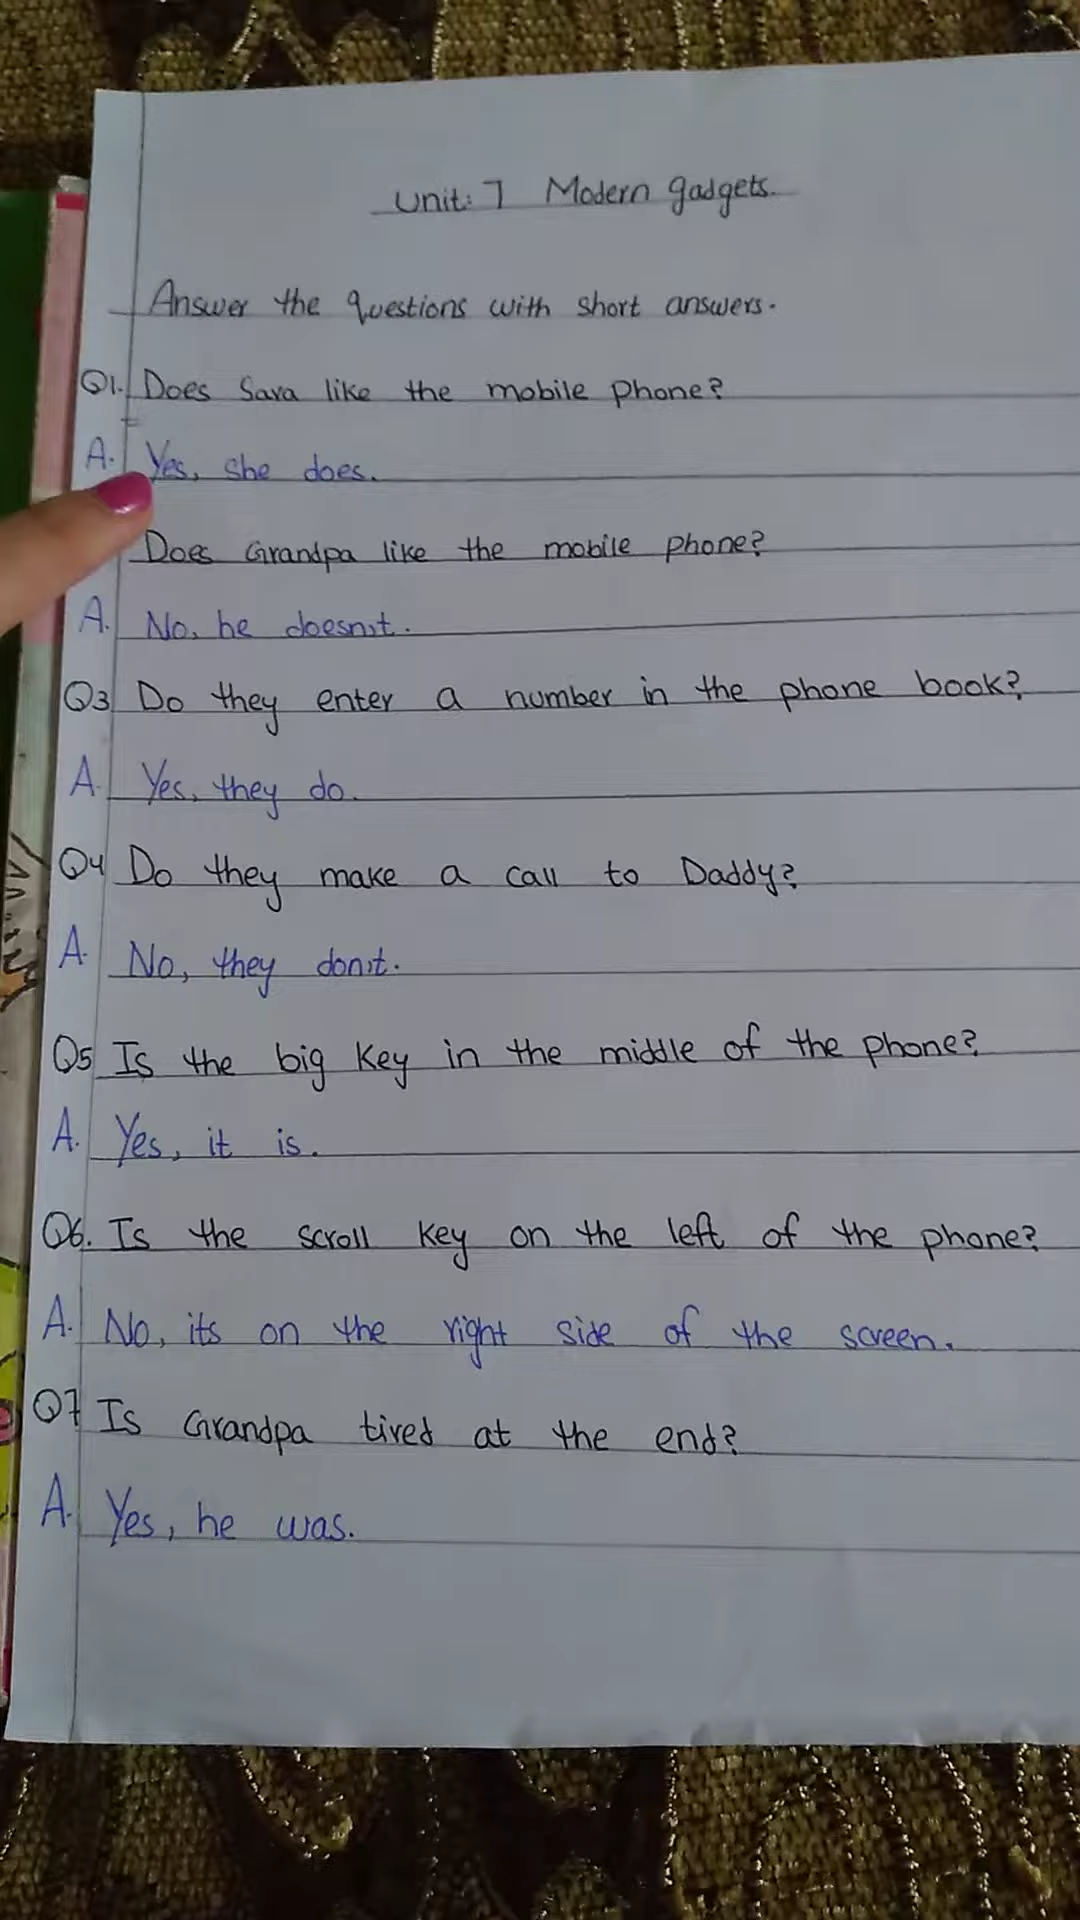 Unit: 7 Modern gadgets.
Answer the questions with short answers.
Q1. Does Sara like the mobile phone?
A. Yes, she does.
Does Grandpa like the mobile phone?
A. No, he doesn't.
Q3 Do they enter a number in the phone book?
A. Yes, they do.
Q4 Do they make a call to Daddy?
A. No, they don't.
Q5 Is the big key in the middle of the phone?
A. Yes, it is.
Q6. Is the scroll key on the left of the phone?
A. No, its on the right side of the screen.
Q7 Is Grandpa tired at the end?
A. Yes, he was.